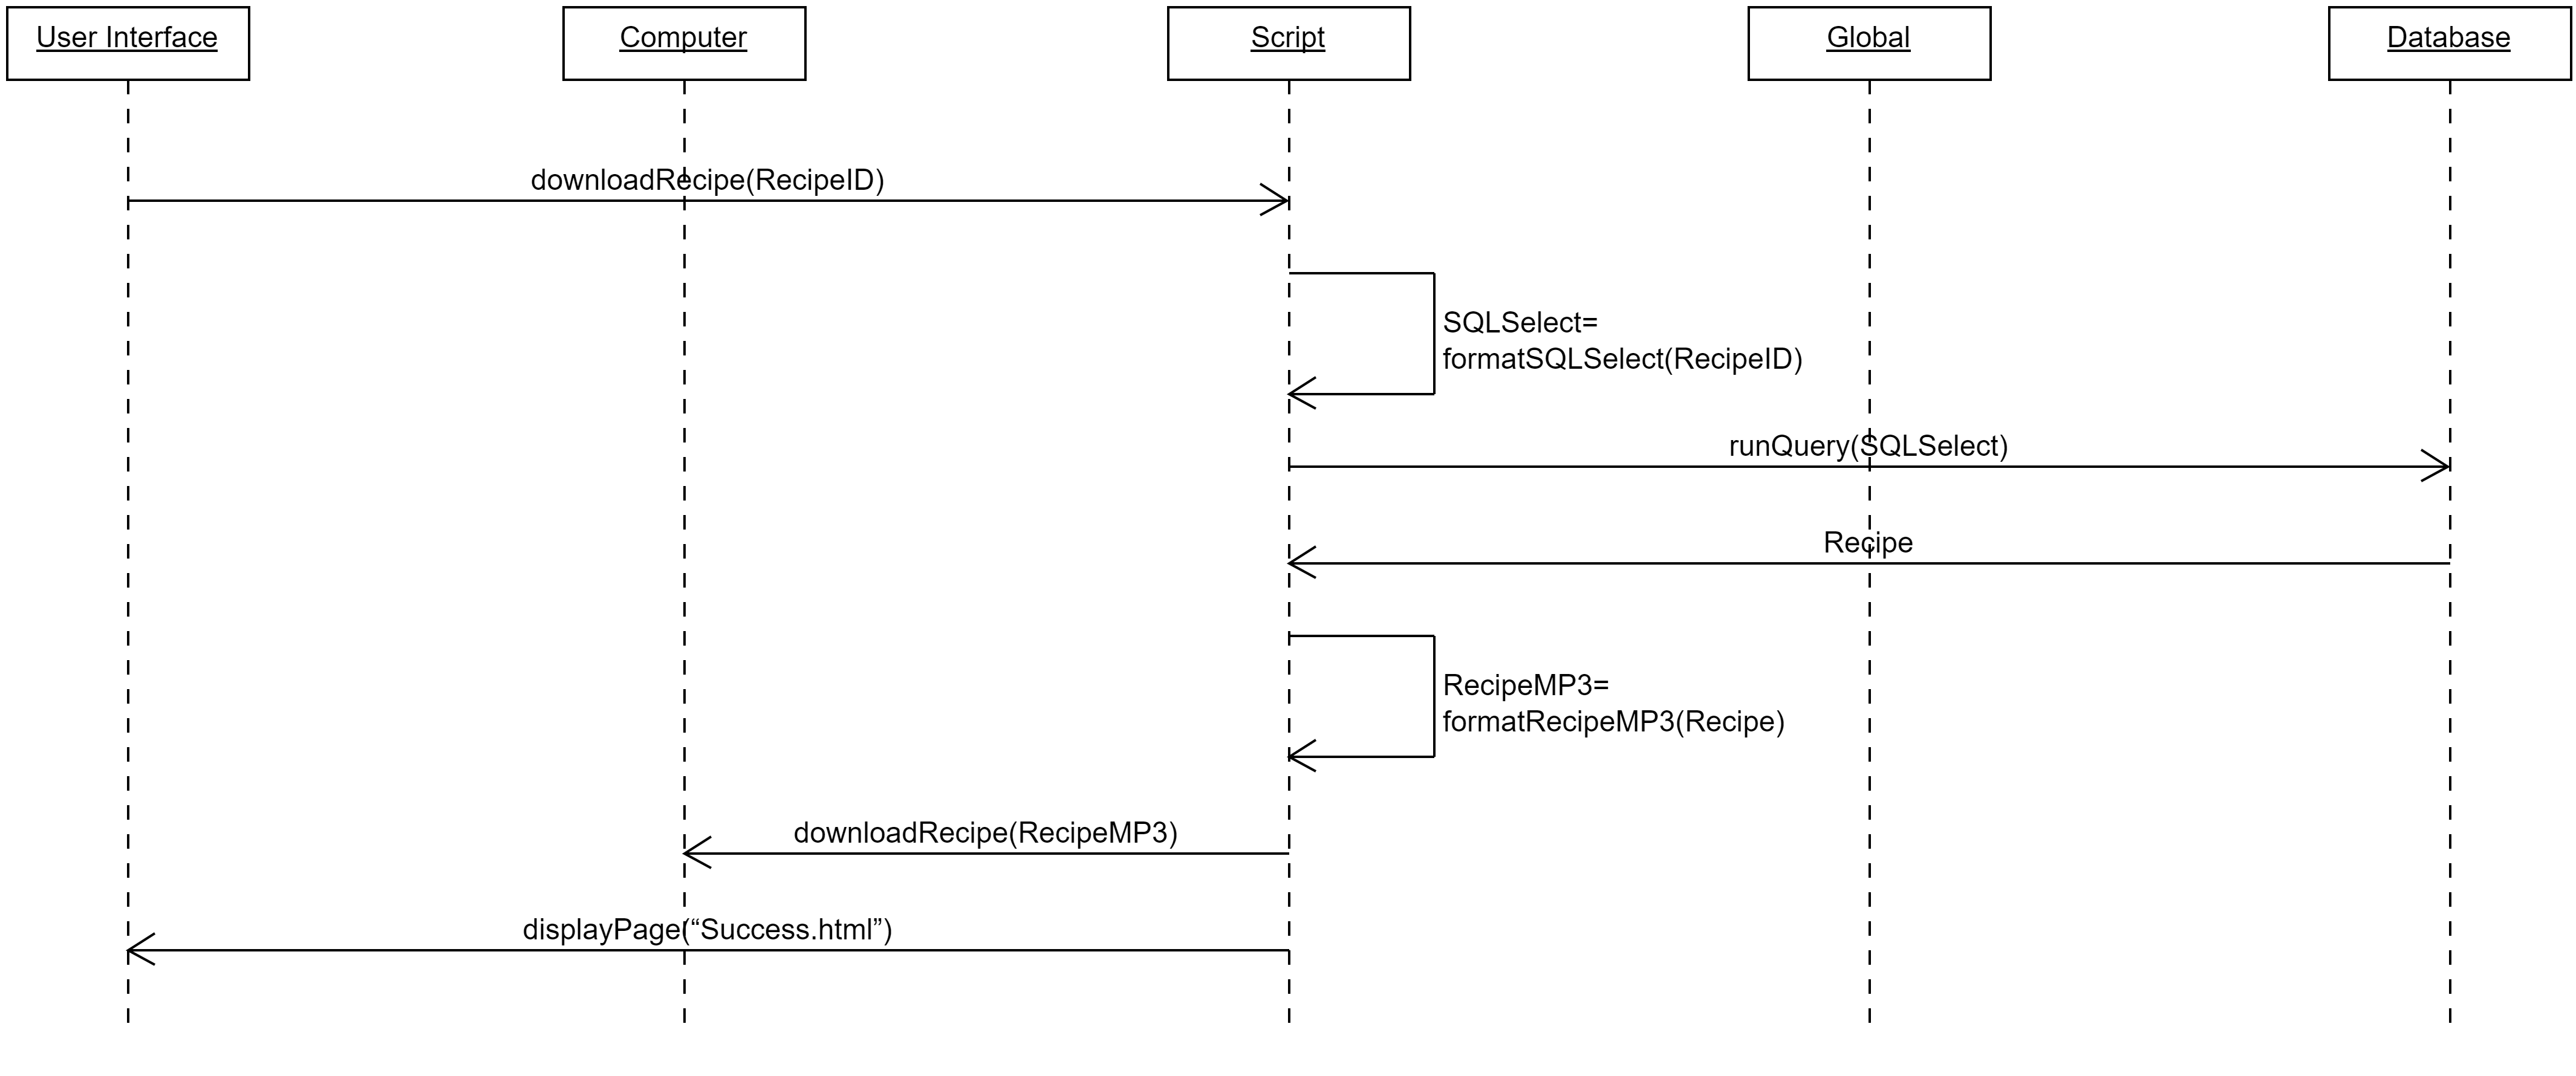 User Interface
Computer
Script
Global
Database
downloadRecipe(RecipeID)
SQLSelect=
formatSQLSelect(RecipeID)
runQuery(SQLSelect)
Recipe
RecipeMP3=
formatRecipeMP3(Recipe)
downloadRecipe(RecipeMP3)
displayPage(“Success.html”)